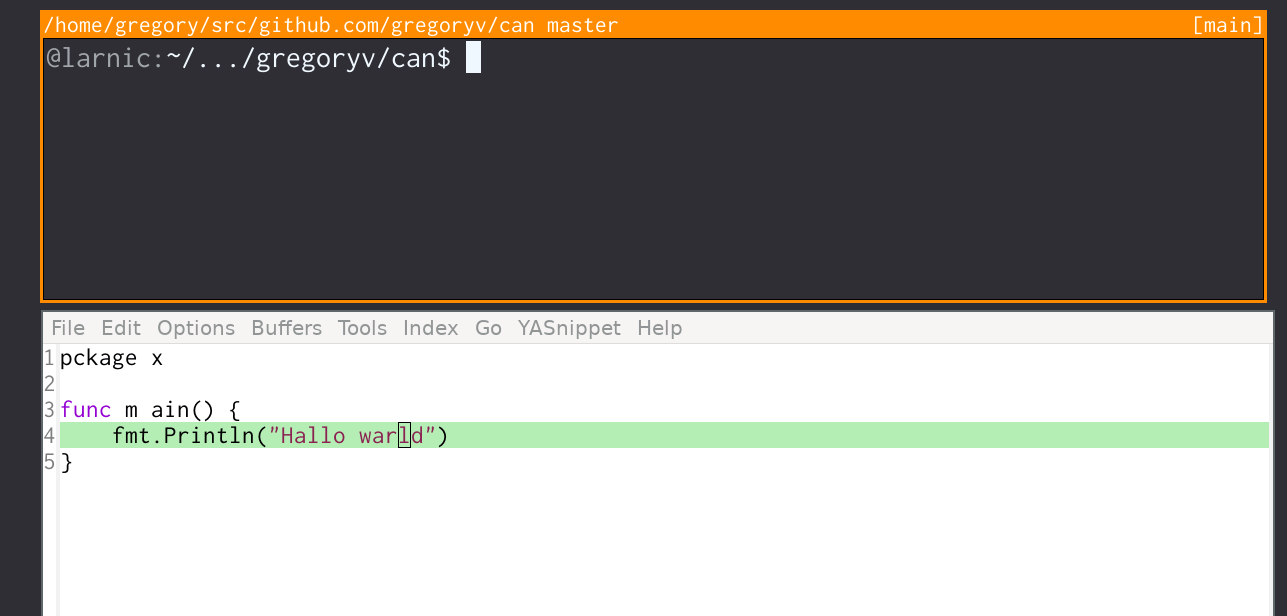 /home/gregory/src/github.com/gregoryv/can master [main]
@larnic:~/.../gregoryv/can$
File Edit Options Buffers Tools Index Go YASnippet Help
1 pckage x
2
3 func m ain() {
4     fmt.Println("Hallo warld")
5 }